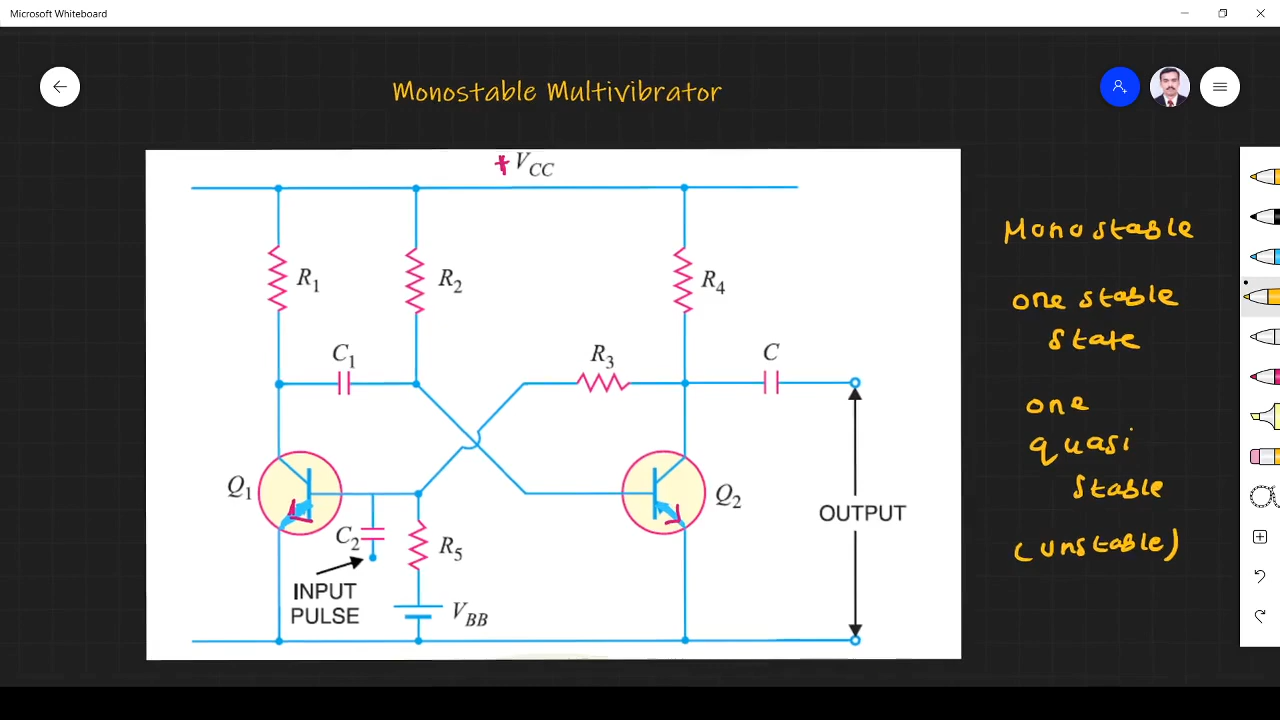 Microsoft Whiteboard
Monostable Multivibrator
+ VCC
R1
R2
R4
C1
R3
C
Q1
Q2
C2
R5
OUTPUT
INPUT
PULSE
VBB
Monostable
one stable
state
one
quasi
stable
(unstable)